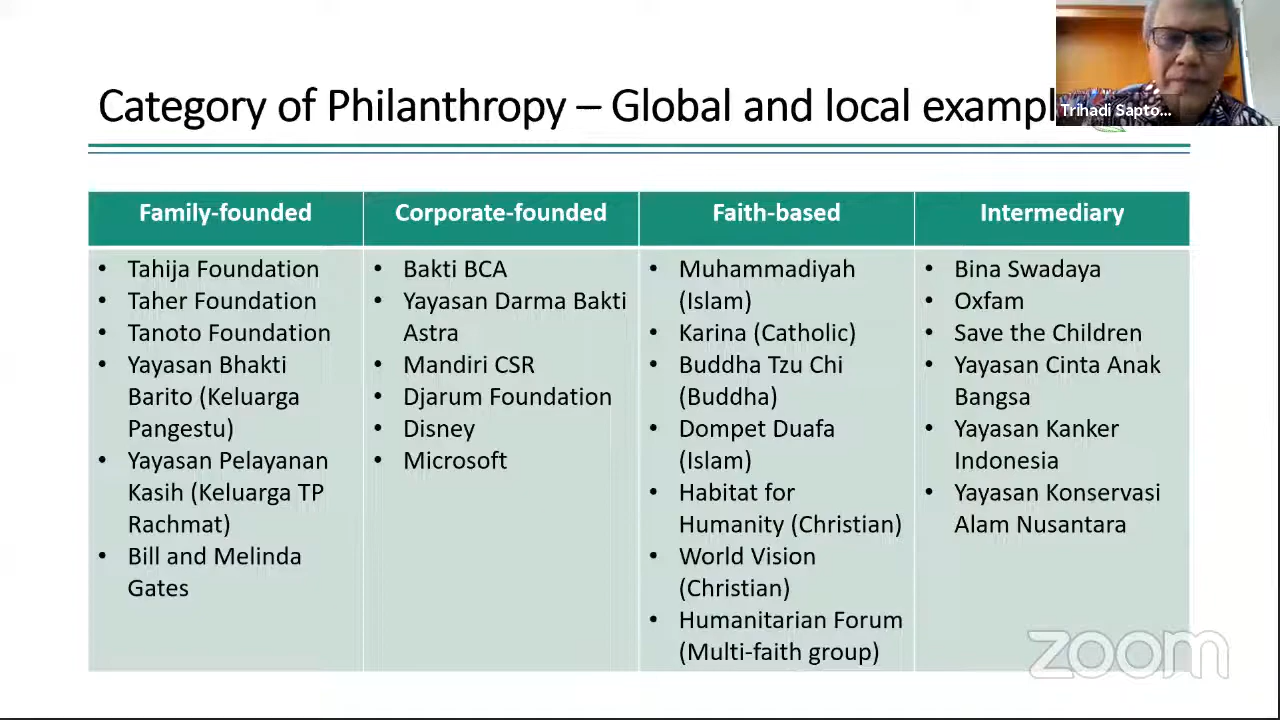 Category of Philanthropy – Global and local exampl
Trihadi Sapto...
Family-founded
Tahija Foundation
Taher Foundation
Tanoto Foundation
Yayasan Bhakti
Barito (Keluarga
Pangestu)
Yayasan Pelayanan
Kasih (Keluarga TP
Rachmat)
Bill and Melinda
Gates
Corporate-founded
Bakti BCA
Yayasan Darma Bakti
Astra
Mandiri CSR
Djarum Foundation
Disney
Microsoft
Faith-based
Muhammadiyah
(Islam)
Karina (Catholic)
Buddha Tzu Chi
(Buddha)
Dompet Duafa
(Islam)
Habitat for
Humanity (Christian)
World Vision
(Christian)
Humanitarian Forum
(Multi-faith group)
Intermediary
Bina Swadaya
Oxfam
Save the Children
Yayasan Cinta Anak
Bangsa
Yayasan Kanker
Indonesia
Yayasan Konservasi
Alam Nusantara
zoom